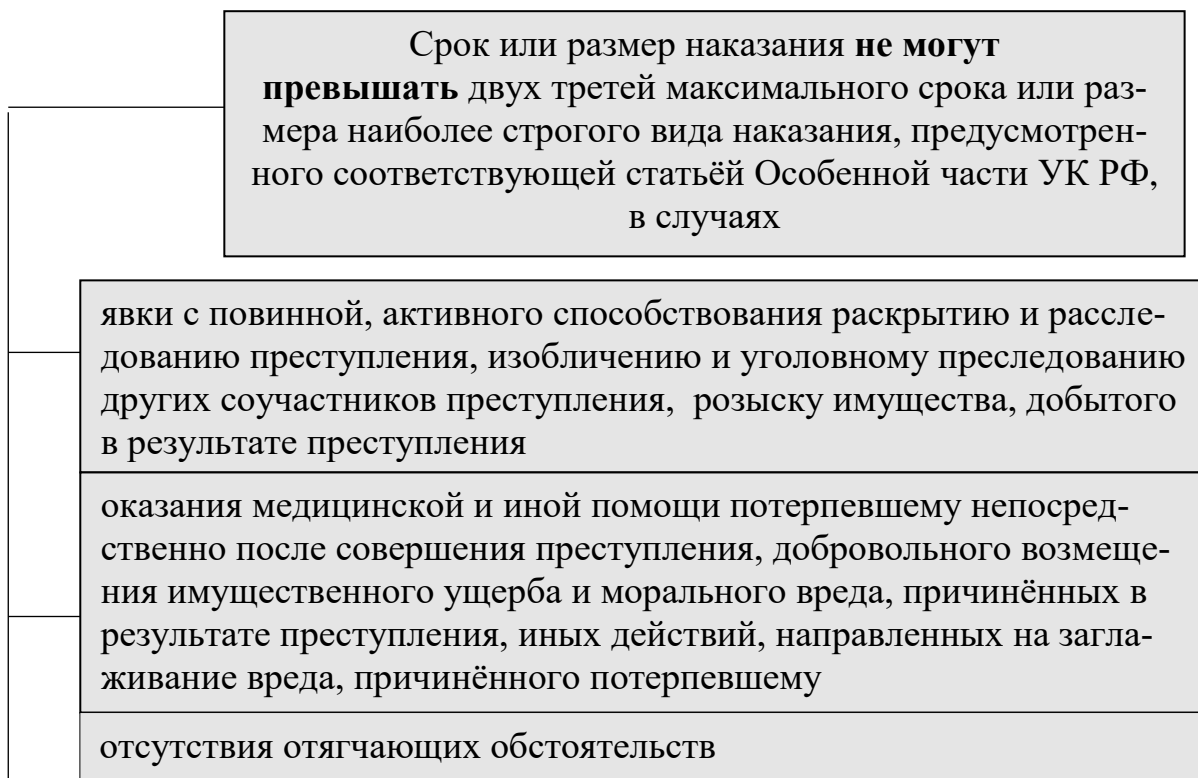 Срок или размер наказания не могут
превышать двух третей максимального срока или раз-
мера наиболее строгого вида наказания, предусмотрен-
ного соответствующей статьёй Особенной части УК РФ,
в случаях
явки с повинной, активного способствования раскрытию и рассле-
дованию преступления, изобличению и уголовному преследованию
других соучастников преступления, розыску имущества, добытого
в результате преступления
оказания медицинской и иной помощи потерпевшему непосред-
ственно после совершения преступления, добровольного возмеще-
ния имущественного ущерба и морального вреда, причинённых в
результате преступления, иных действий, направленных на загла-
живание вреда, причинённого потерпевшему
отсутствия отягчающих обстоятельств